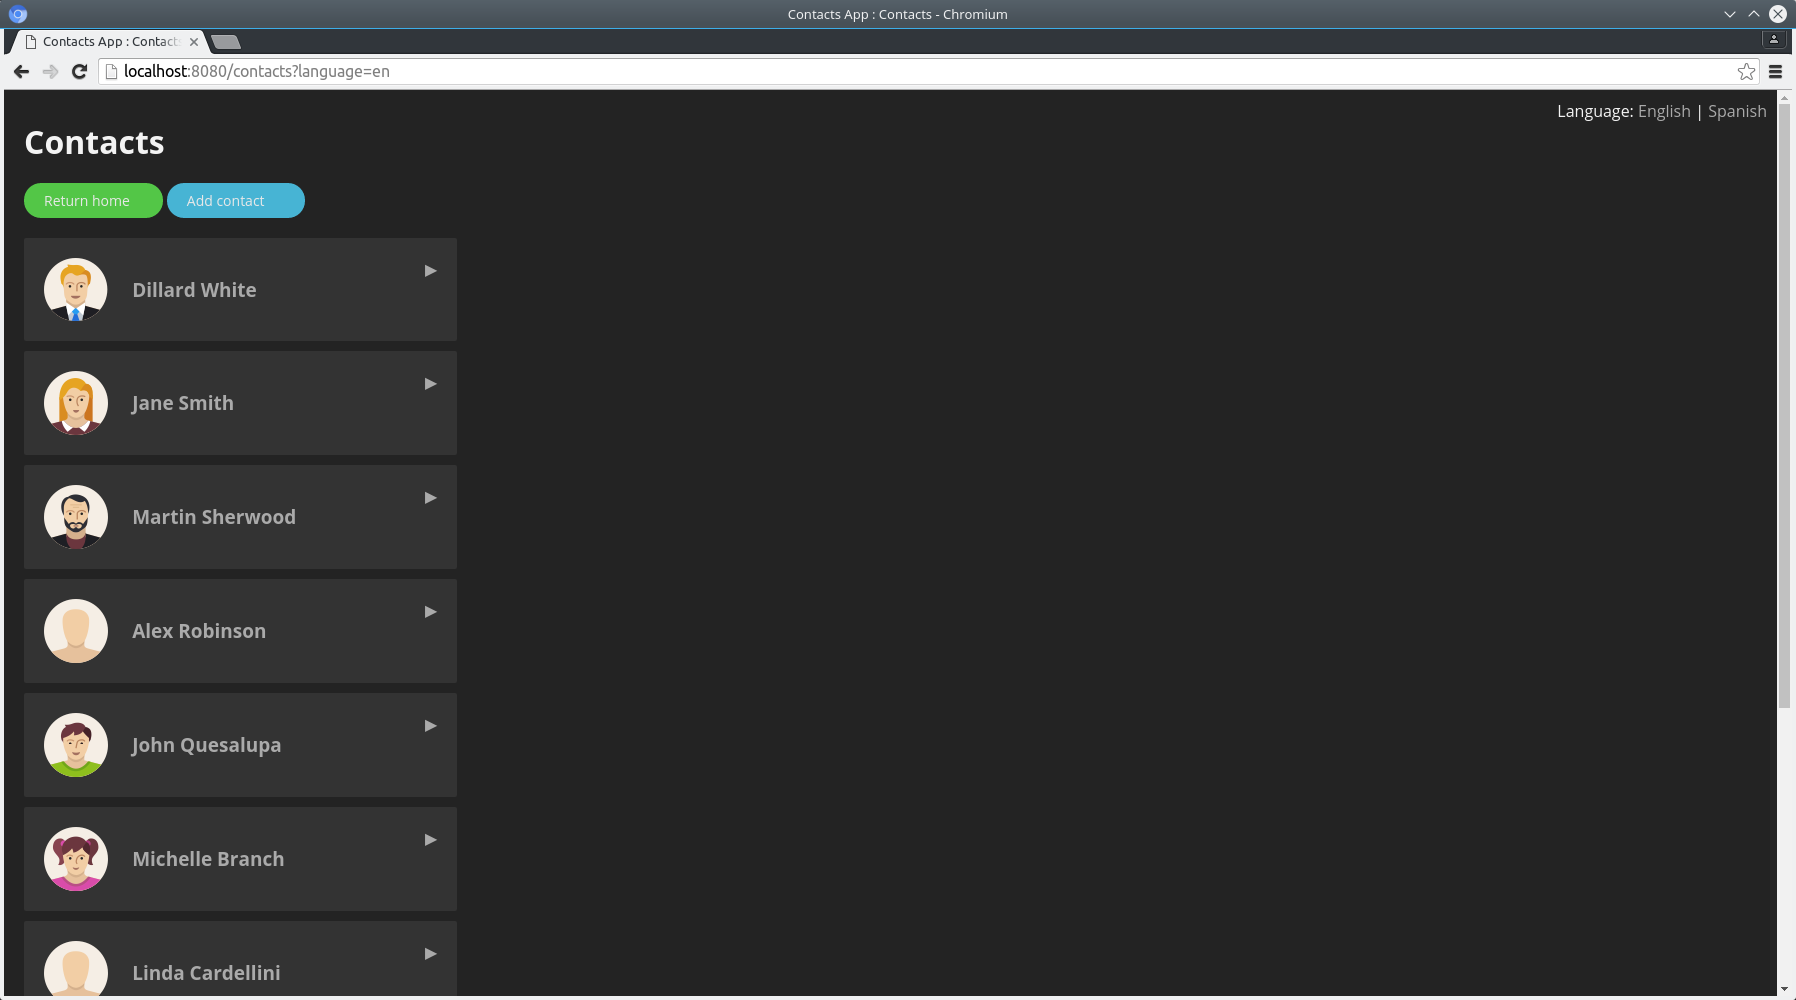 Contacts App : Contacts - Chromium
Contacts App : Contacts
localhost:8080/contacts?language=en
Language: English | Spanish
Contacts
Return home Add contact
Dillard White
Jane Smith
Martin Sherwood
Alex Robinson
John Quesalupa
Michelle Branch
Linda Cardellini